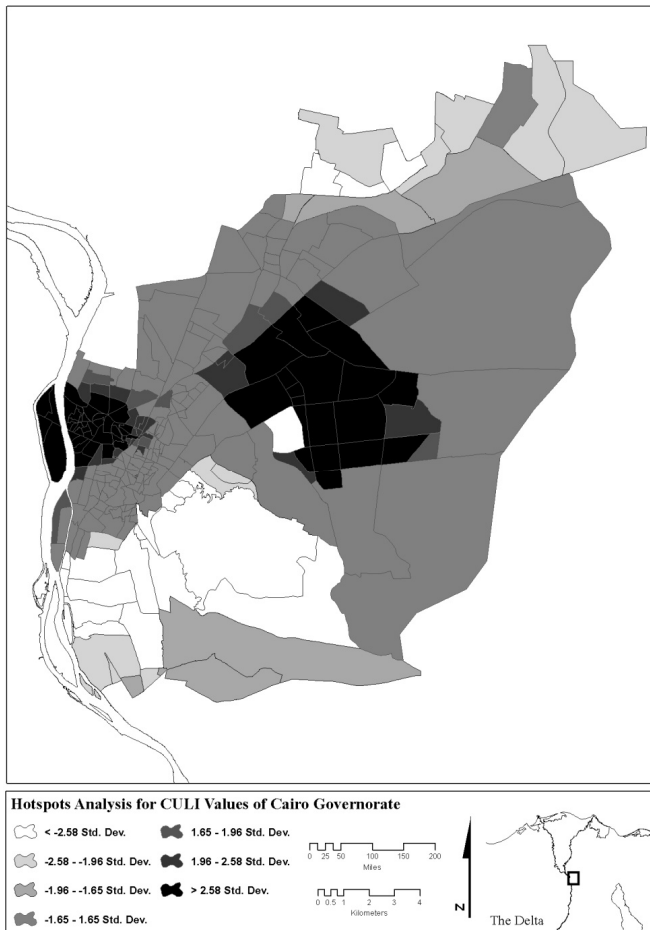 Hotspots Analysis for CULI Values of Cairo Governorate
< -2.58 Std. Dev.
-2.58 - -1.96 Std. Dev.
-1.96 - -1.65 Std. Dev.
-1.65 - 1.65 Std. Dev.
1.65 - 1.96 Std. Dev.
1.96 - 2.58 Std. Dev.
> 2.58 Std. Dev.
0 25 50 100 150 200
Miles
0 0.5 1 2 3 4
Kilometers
N
The Delta